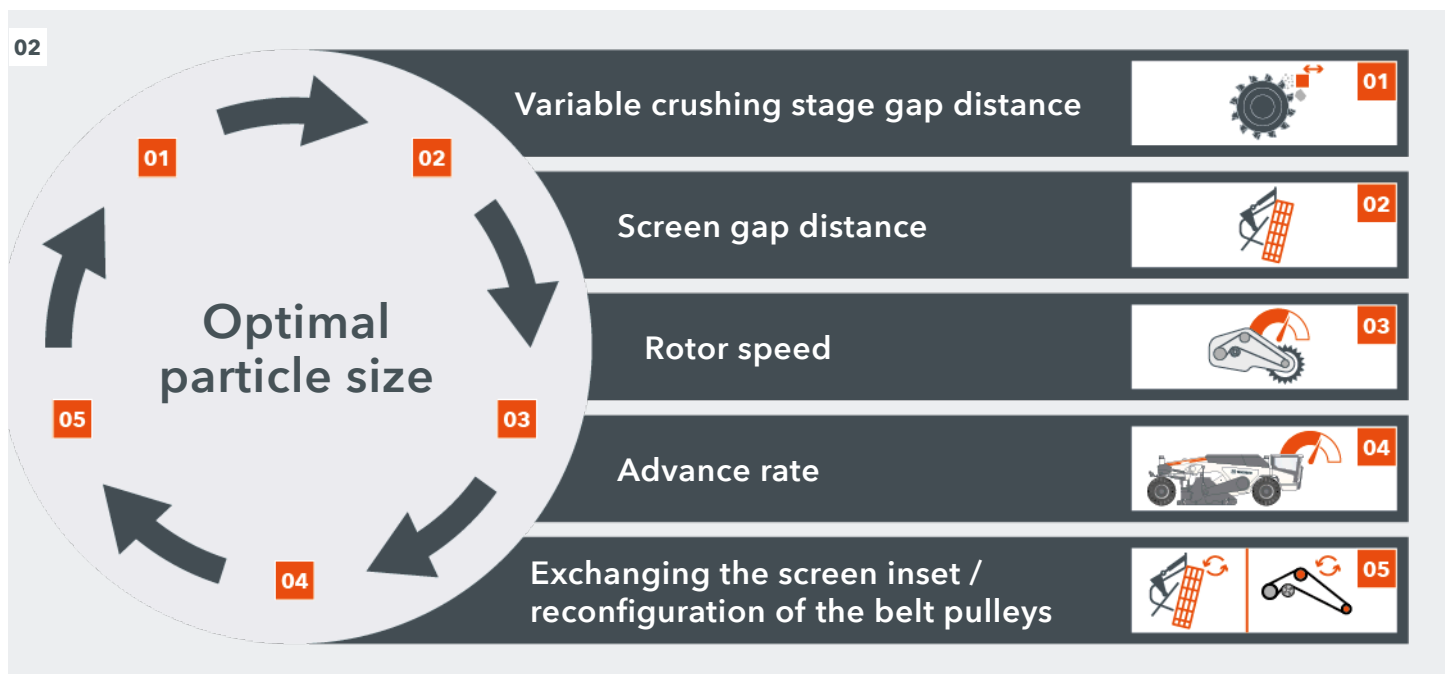 02
01
02
03
04
05
Optimal
particle size
Variable crushing stage gap distance
01
Screen gap distance
02
Rotor speed
03
Advance rate
04
Exchanging the screen inset /
reconfiguration of the belt pulleys
05